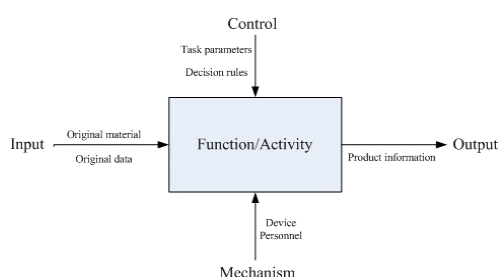 Control
Task parameters
Decision rules
Input
Original material
Original data
Function/Activity
Product information
Output
Device
Personnel
Mechanism